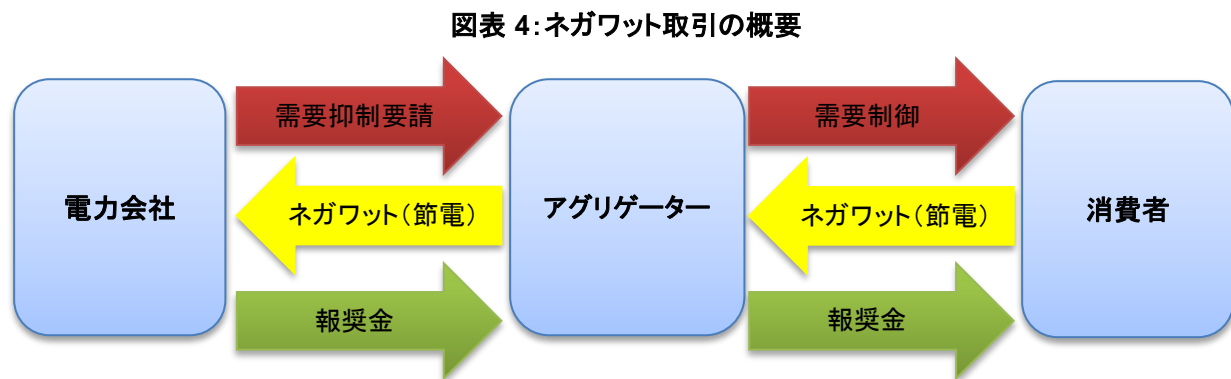 図表 4：ネガワット取引の概要
需要抑制要請
需要制御
電力会社
ネガワット（節電）
アグリゲーター
ネガワット（節電）
消費者
報奨金
報奨金